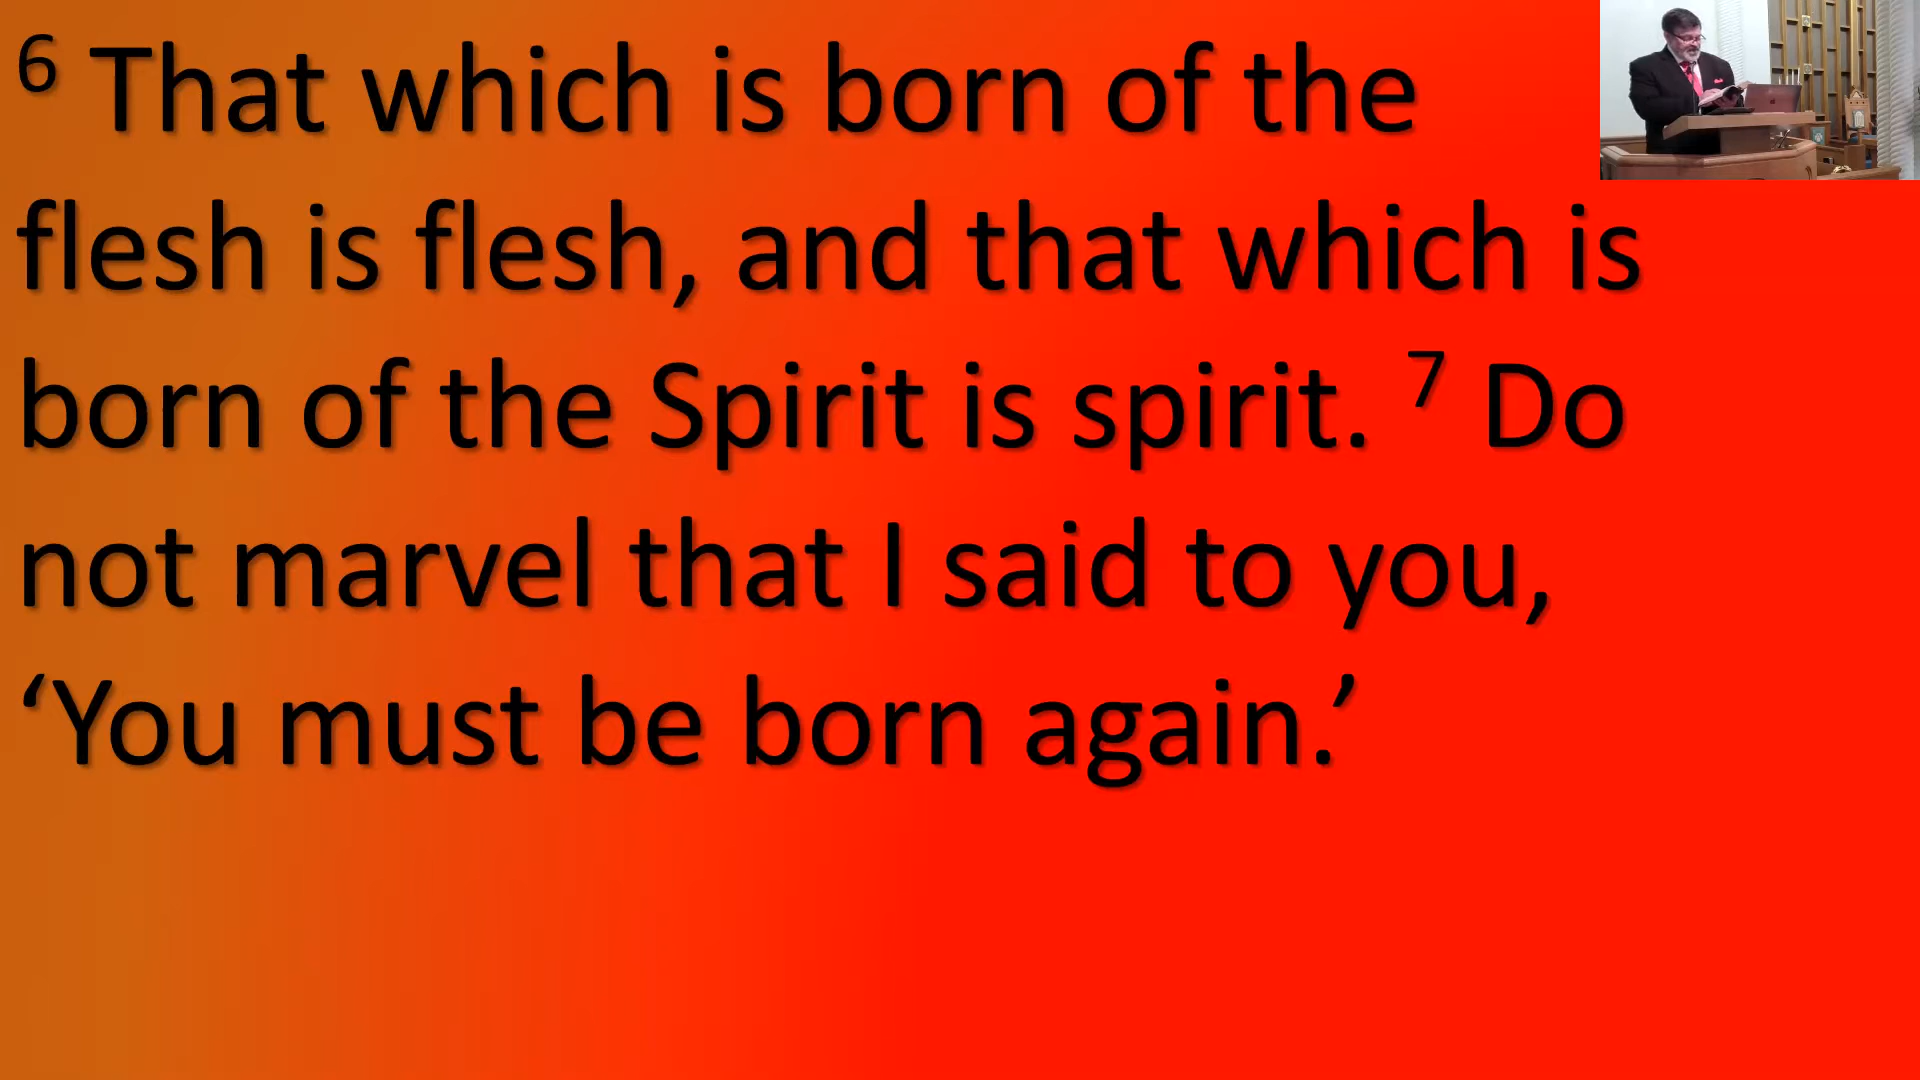 6 That which is born of the
flesh is flesh, and that which is
born of the Spirit is spirit. 7 Do
not marvel that I said to you,
‘You must be born again.’